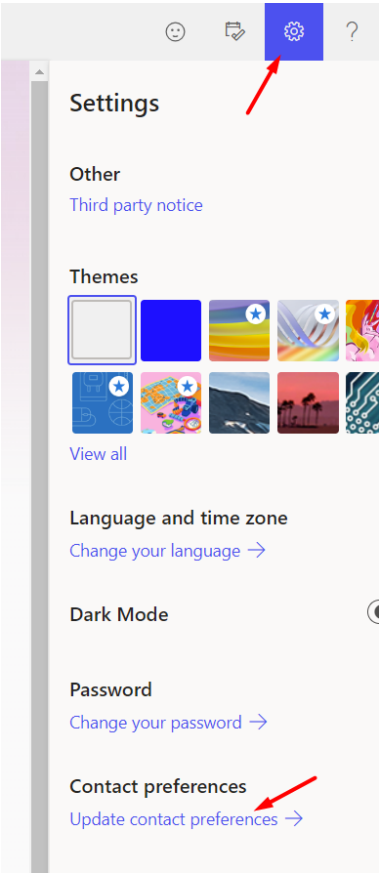 ?
Settings
Other
Third party notice
Themes
View all
Language and time zone
Change your language →
Dark Mode
Password
Change your password →
Contact preferences
Update contact preferences →